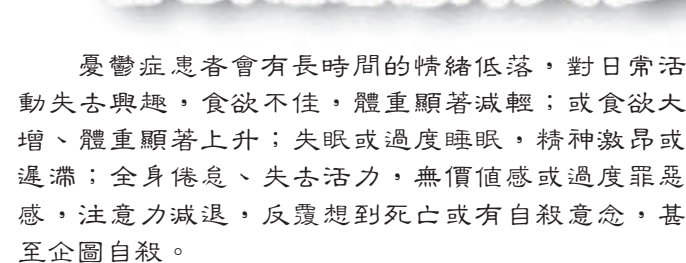 憂鬱症患者會有長時間的情緒低落，對日常活
動失去興趣，食欲不佳，體重顯著減輕；或食欲大
增、體重顯著上升；失眠或過度睡眠，精神激昂或
遲滯；全身倦怠、失去活力，無價值感或過度罪惡
感，注意力減退，反覆想到死亡或有自殺意念，甚
至企圖自殺。